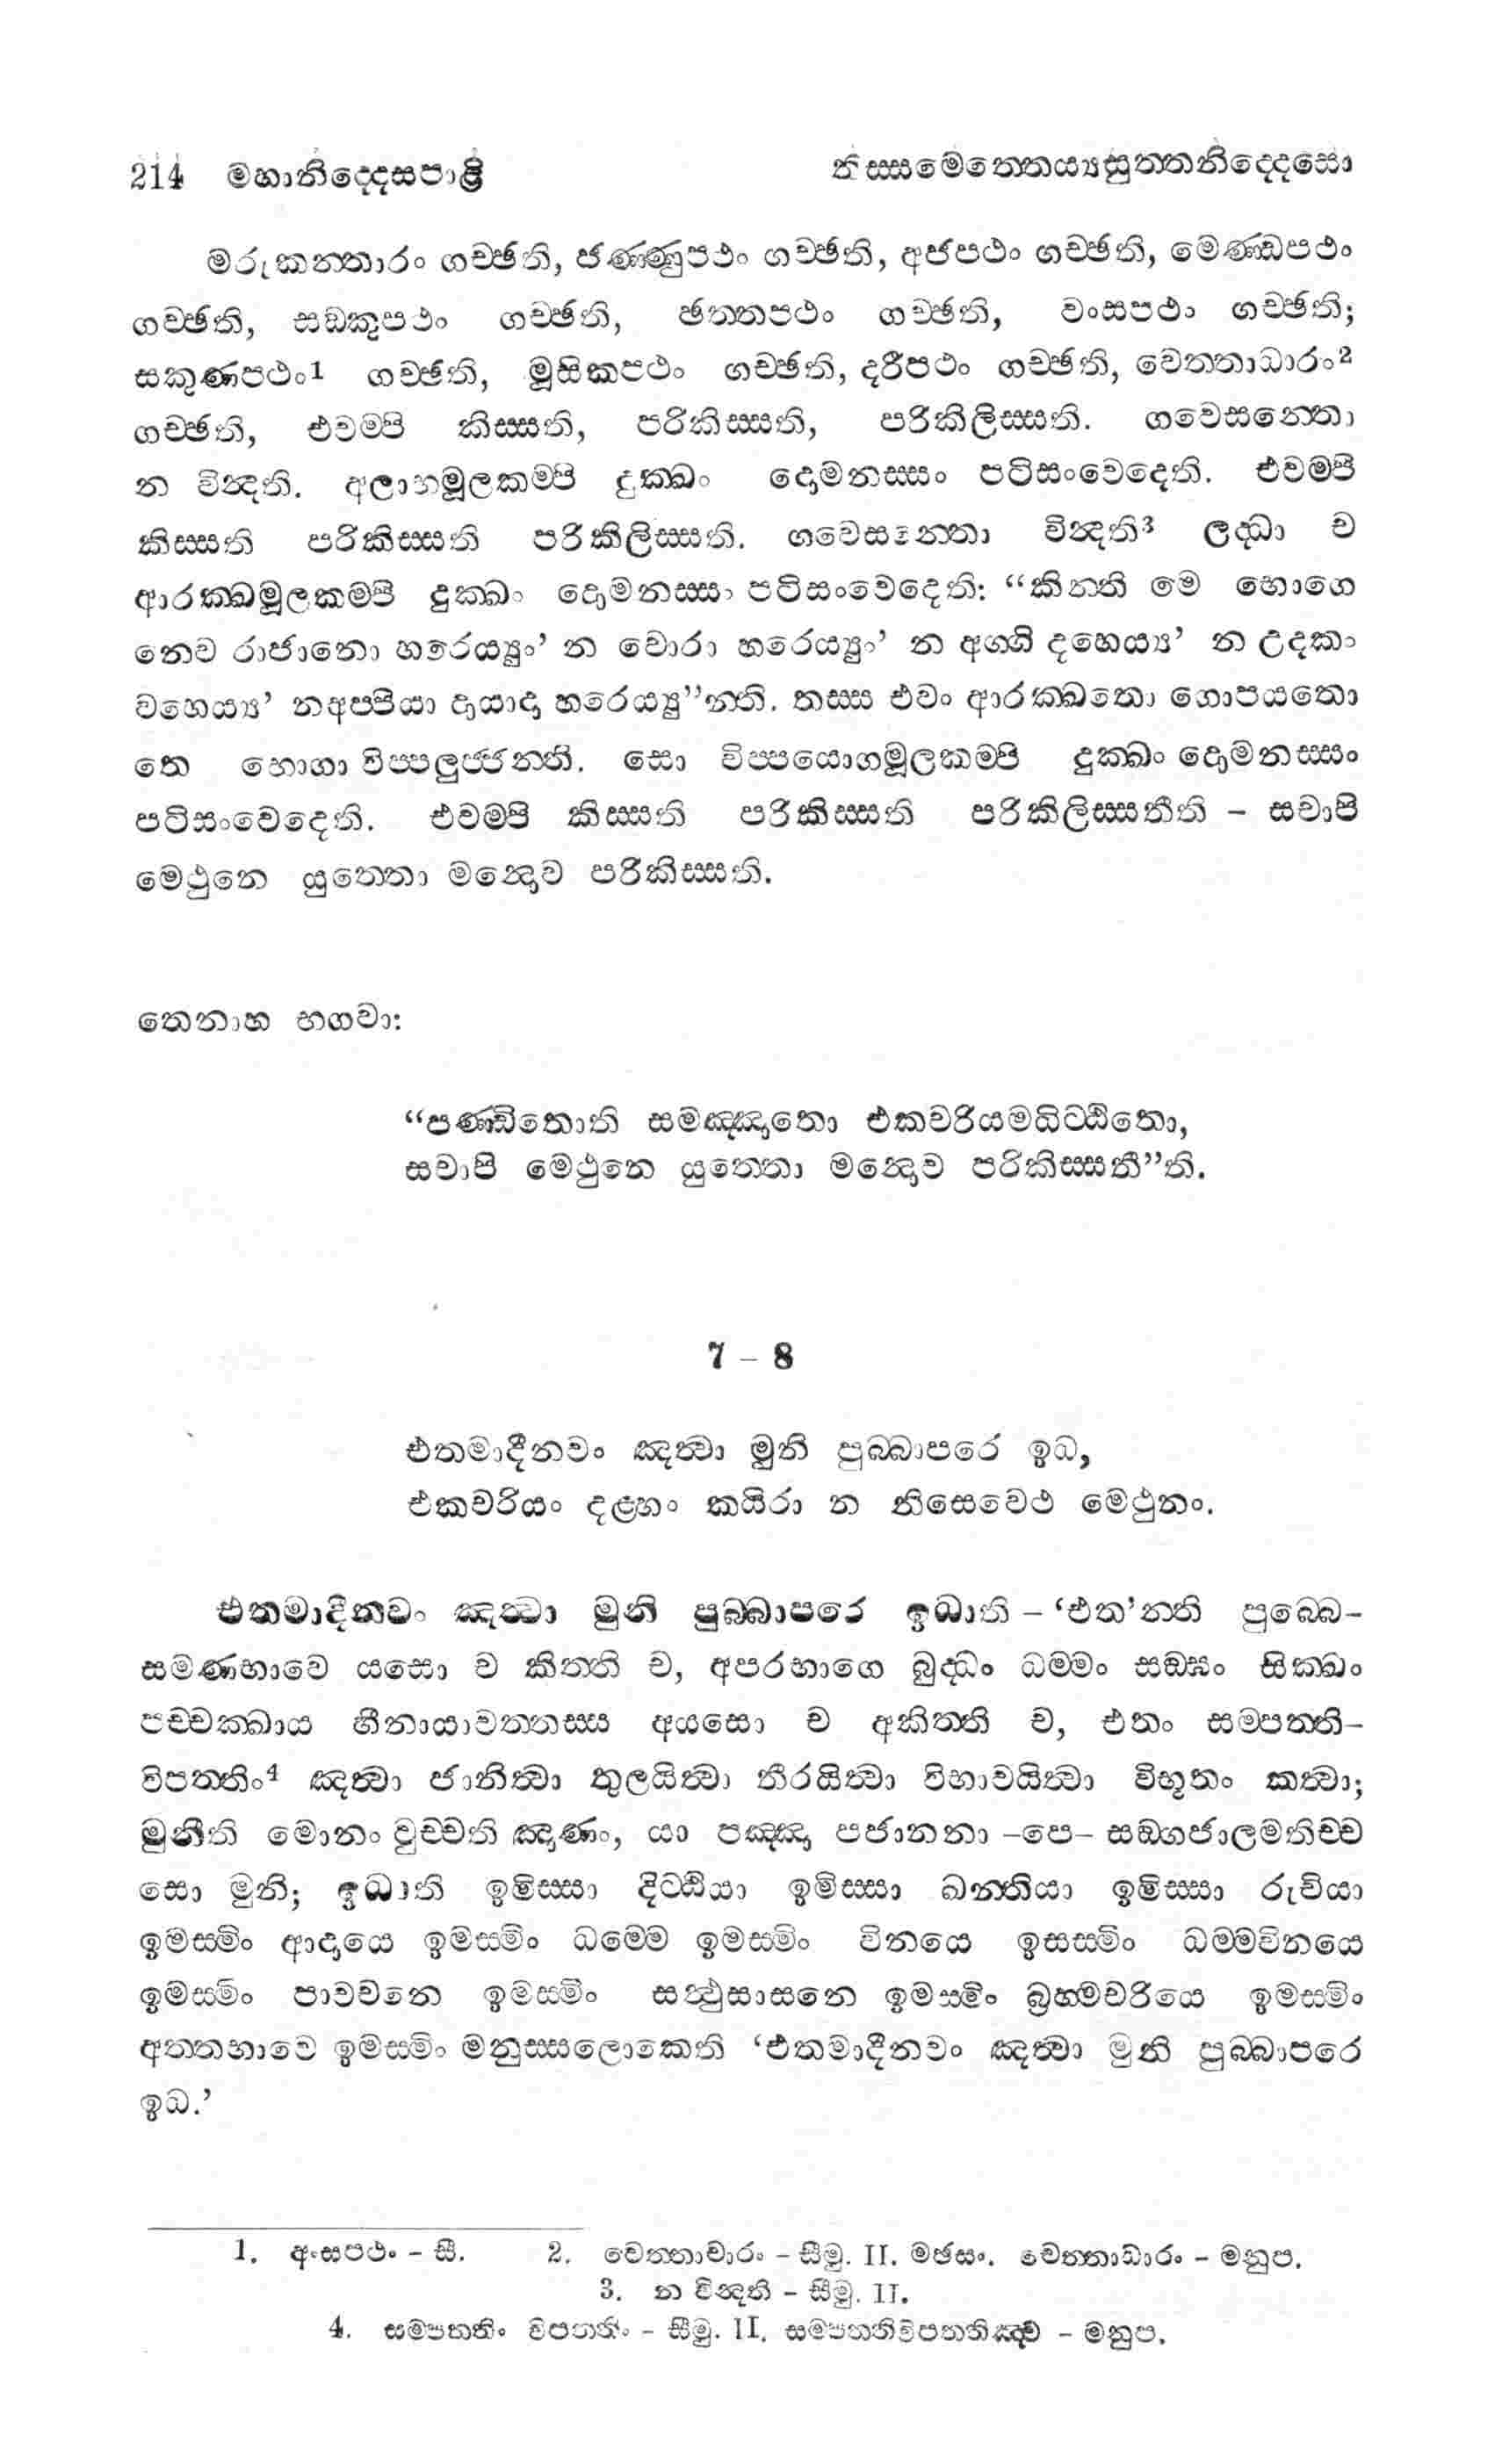 214 මහානිද්දෙසපාළි තිස්සමෙත්තෙය්‍යසුත්තනිද්දෙසො
මරුකන්තාරං ගච්ඡති, ජණ්ණුපථං ගච්ඡති, අජපථං ගච්ඡති, මෙණ්ඩපථං
ගච්ඡති, සඞ්කුපථං ගච්ඡති, ඡත්තපථං ගච්ඡති, වංසපථං ගච්ඡති;
සකුණපථං1 ගච්ඡති, මූසිකපථං ගච්ඡති, දරීපථං ගච්ඡති, වෙත්තාධාරං2
ගච්ඡති, එවම්පි කිස්සති, පරිකිස්සති, පරිකිලිස්සති. ගවෙසන්තො
න වින්දති. අලාභමූලකම්පි දුක්ඛං දොමනස්සං පටිසංවෙදෙති. එවම්පි
කිස්සති පරිකිස්සති පරිකිලිස්සති. ගවෙසන්තො වින්දති3 ලද්ධා ච
ආරක්ඛමූලකම්පි දුක්ඛං දොමනස්සං පටිසංවෙදෙති: “කින්ති මෙ භොගෙ
නෙව රාජානො හරෙය්‍යුං’ න චොරා හරෙය්‍යුං’ න අග්ගි දහෙය්‍ය’ න උදකං
වහෙය්‍ය’ නඅප්පියා දායාදා හරෙය්‍යු”න්ති. තස්ස එවං ආරක්ඛතො ගොපයතො
තෙ භොගා විප්පලුජ්ජන්ති. සො විප්පයොගමූලකම්පි දුක්ඛං දොමනස්සං
පටිසංවෙදෙති. එවම්පි කිස්සති පරිකිස්සති පරිකිලිස්සතීති – සචාපි
මෙථුනෙ යුත්තො මන්දොව පරිකිස්සති.
තෙනාහ භගවා:
“පණ්ඩිතොති සමඤ්ඤාතො එකචරියමධිට්ඨිතො,
සචාපි මෙථුනෙ යුත්තො මන්දොව පරිකිස්සතී”ති.
7 – 8
එතමාදීනවං ඤත්වා මුනි පුබ්බාපරෙ ඉධ,
එකචරියං දළ්හං කයිරා න නිසෙවෙථ මෙථුනං.
එතමාදීනවං ඤත්වා මුනි පුබ්බාපරෙ ඉධාති – ‘එත’න්ති පුබ්බෙ-
සමණභාවෙ යසො ච කිත්ති ච, අපරභාගෙ බුද්ධං ධම්මං සඞ්ඝං සික්ඛං
පච්චක්ඛාය හීනායාවත්තස්ස අයසො ච අකිත්ති ච, එතං සම්පත්ති-
විපත්තිං4 ඤත්වා ජානිත්වා තුලයිත්වා තීරයිත්වා විභාවයිත්වා විභූතං කත්වා;
මුනීති මොනං වුච්චති ඤාණං, යා පඤ්ඤා පජානනා –පෙ– සඞ්ගජාලමතිච්ච
සො මුනි; ඉධාති ඉමිස්සා දිට්ඨියා ඉමිස්සා ඛන්තියා ඉමිස්සා රුචියා
ඉමස්මිං ආදායෙ ඉමස්මිං ධම්මෙ ඉමස්මිං විනයෙ ඉසස්මිං ධම්මවිනයෙ
ඉමස්මිං පාවචනෙ ඉමස්මිං සත්ථුසාසනෙ ඉමස්මිං බ්‍රහ්මචරියෙ ඉමස්මිං
අත්තභාවෙ ඉමස්මිං මනුස්සලොකෙති ‘එතමාදීනවං ඤත්වා මුනි පුබ්බාපරෙ
ඉධ.’
1. අංසපථං – සී. 2. වෙත්තාචාරං – සීමු. II. මඡසං. වෙත්තාධාරං – මනුප.
3. න වින්දති – සීමු. II.
4. සම්පත්තිං විපත්තිං – සීමු. II. සම්පත්තිවිපත්තිඤ්ච – මනුප.